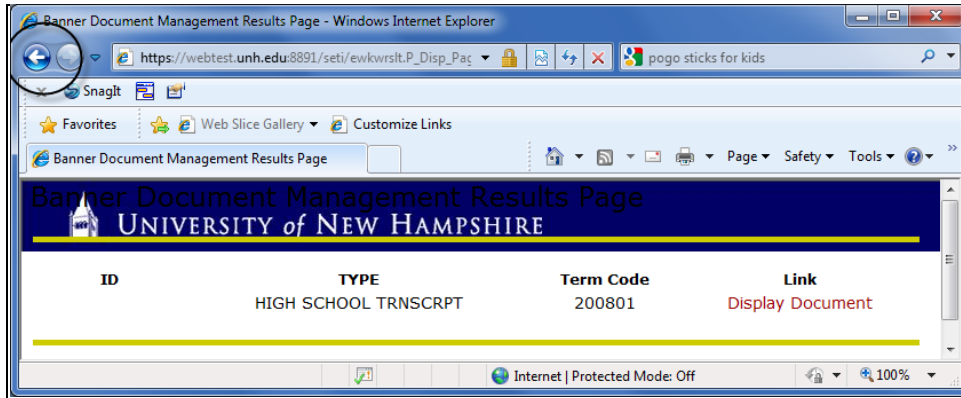 Banner Document Management Results Page - Windows Internet Explorer
https://webtest.unh.edu:8891/seti/ewkwrslt.P_Disp_Pag
pogo sticks for kids
SnagIt
Favorites Web Slice Gallery Customize Links
Banner Document Management Results Page Page Safety Tools
Banner Document Management Results Page
UNIVERSITY of NEW HAMPSHIRE
ID TYPE Term Code Link
HIGH SCHOOL TRNSCRPT 200801 Display Document
Internet | Protected Mode: Off 100%